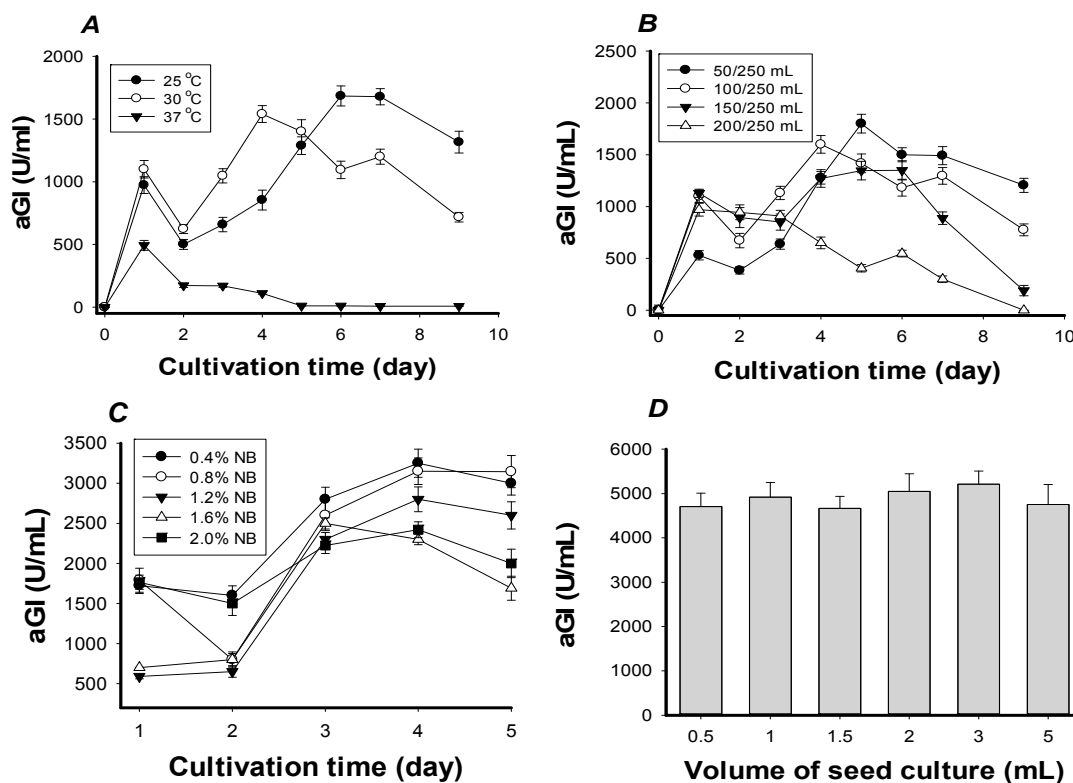 A
aGI (U/ml)
2000
1500
1000
500
0
25 °C
30 °C
37 °C
0 2 4 6 8 10
Cultivation time (day)
B
aGI (U/mL)
2500
2000
1500
1000
500
0
50/250 mL
100/250 mL
150/250 mL
200/250 mL
0 2 4 6 8 10
Cultivation time (day)
C
aGI (U/mL)
3500
3000
2500
2000
1500
1000
500
0.4% NB
0.8% NB
1.2% NB
1.6% NB
2.0% NB
1 2 3 4 5
Cultivation time (day)
D
aGI (U/mL)
6000
5000
4000
3000
2000
1000
0
0.5 1 1.5 2 3 5
Volume of seed culture (mL)